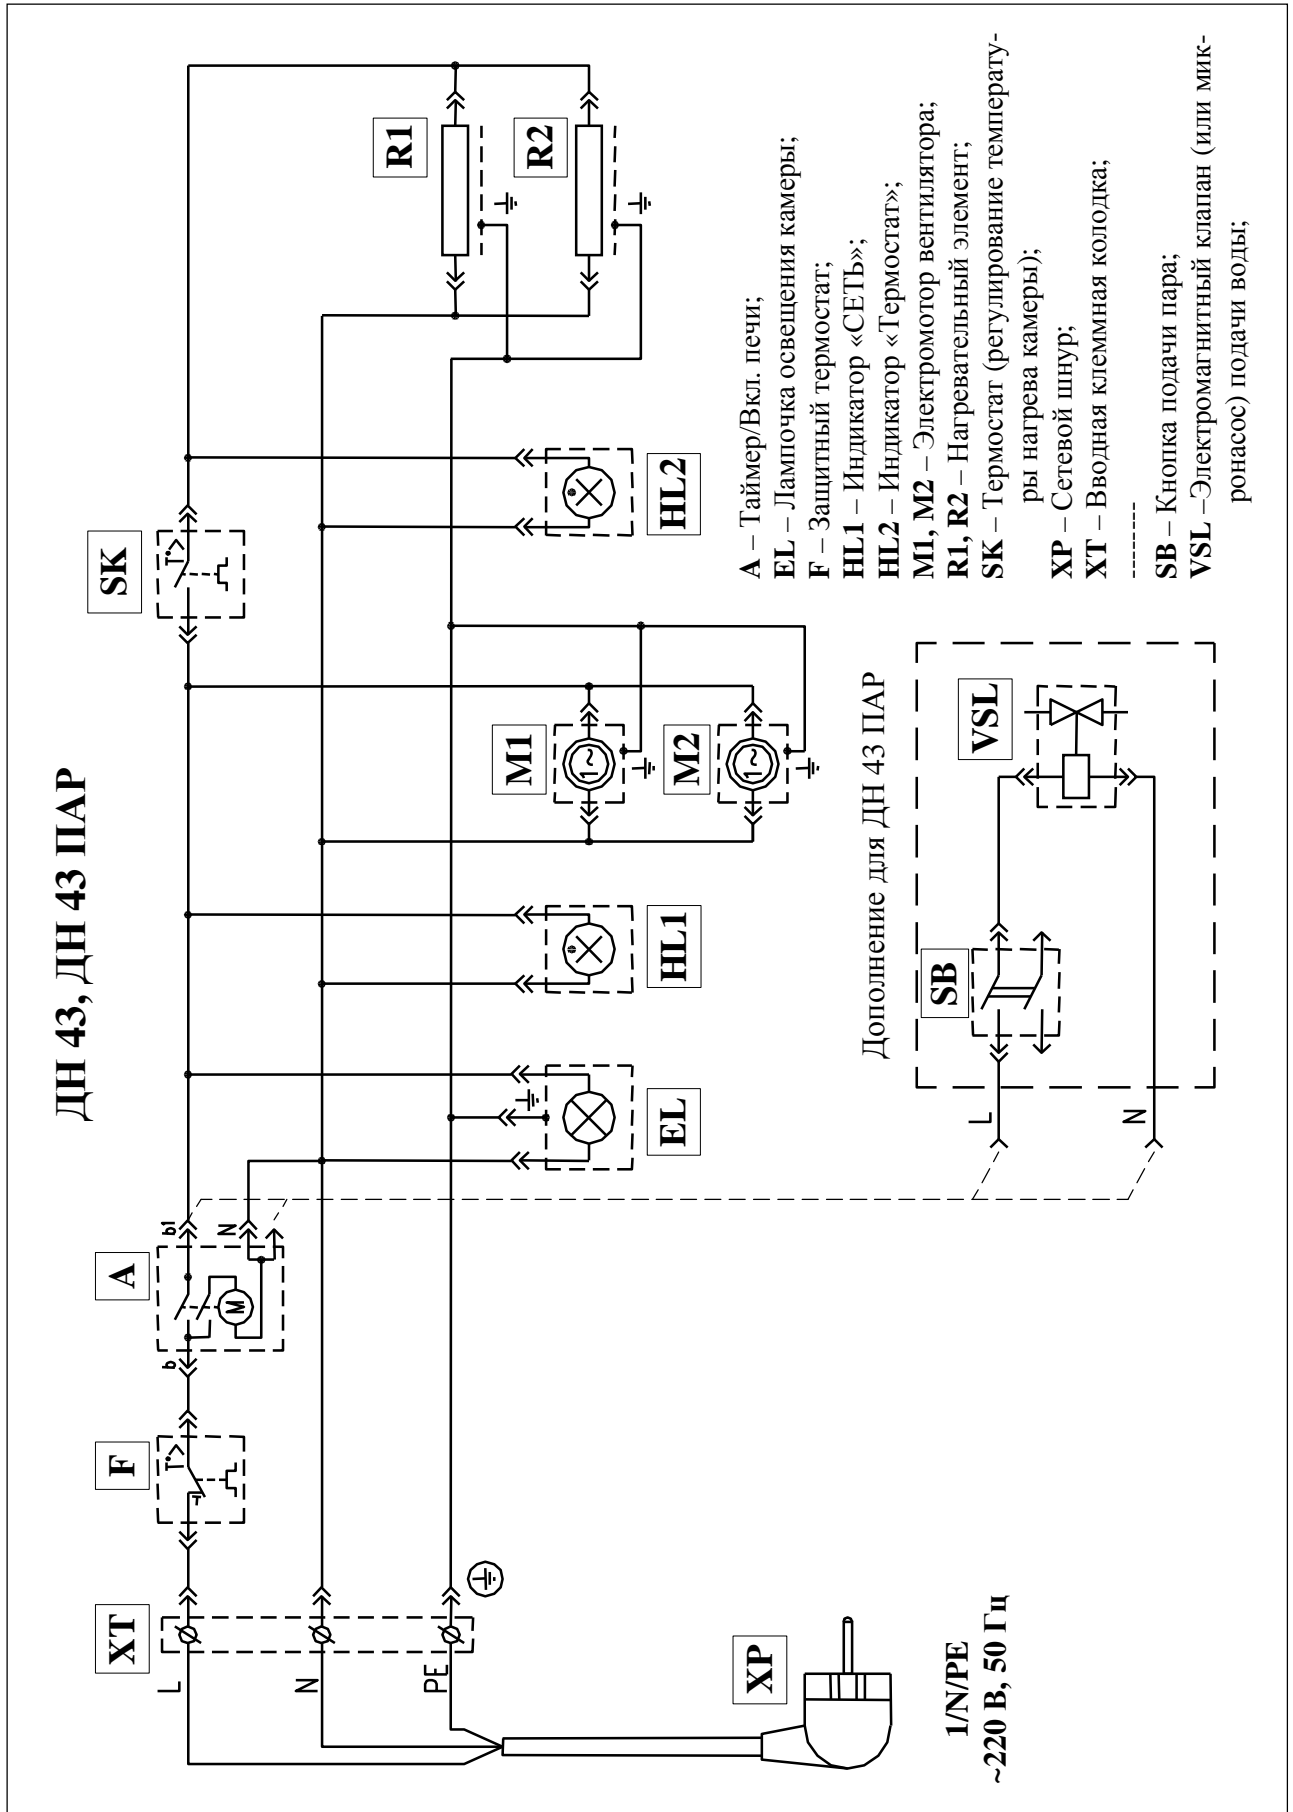 ДН 43, ДН 43 ПАР
XT
F
A
SK
R1
R2
L
N
PE
T°>
b
b1
N
M
T°>
EL
HL1
M1
1~
M2
1~
HL2
XP
1/N/PE
~220 В, 50 Гц
Дополнение для ДН 43 ПАР
SB
VSL
L
N
A – Таймер/Вкл. печи;
EL – Лампочка освещения камеры;
F – Защитный термостат;
HL1 – Индикатор «СЕТЬ»;
HL2 – Индикатор «Термостат»;
M1, M2 – Электромотор вентилятора;
R1, R2 – Нагревательный элемент;
SK – Термостат (регулирование температу-
ры нагрева камеры);
XP – Сетевой шнур;
XT – Вводная клеммная колодка;
--------
SB – Кнопка подачи пара;
VSL –Электромагнитный клапан (или мик-
ронасос) подачи воды;